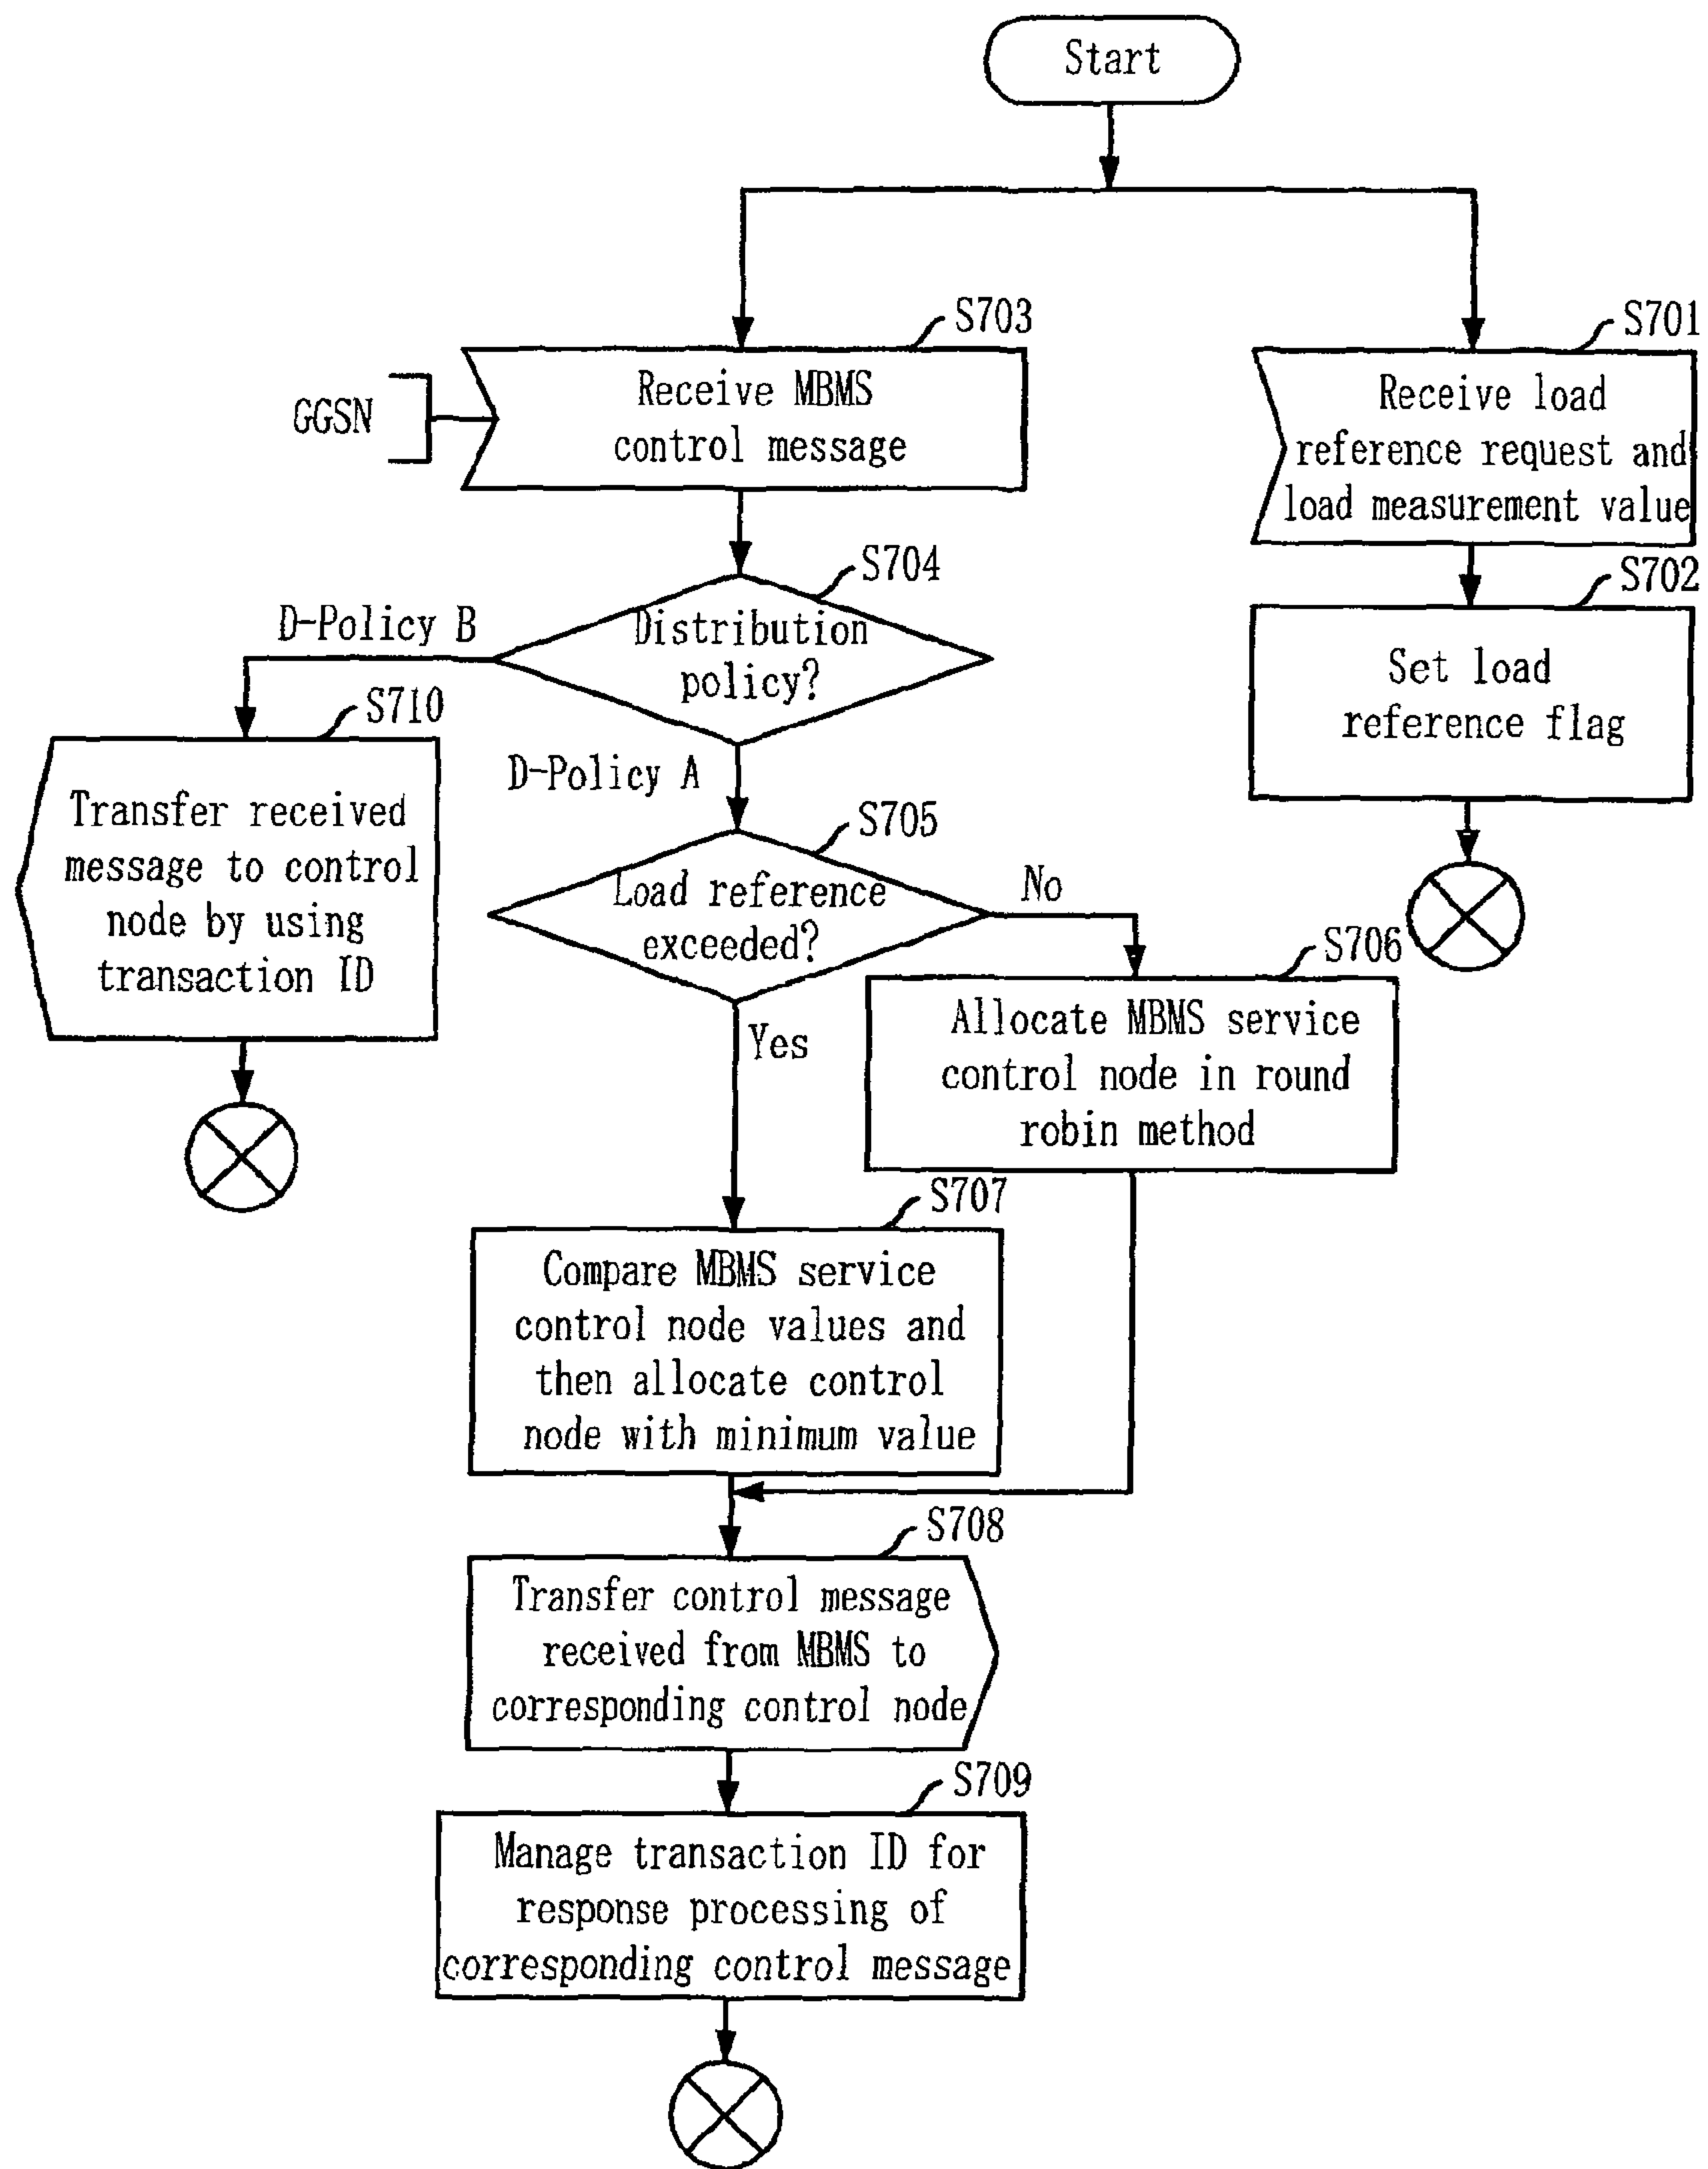 Start
S703
GGSN
Receive MBMS
control message
S701
Receive load
reference request and
load measurement value
S704
D-Policy B
Distribution
policy?
S702
Set load
reference flag
S710
Transfer received
message to control
node by using
transaction ID
D-Policy A
S705
Load reference
exceeded?
No
Yes
S706
Allocate MBMS service
control node in round
robin method
S707
Compare MBMS service
control node values and
then allocate control
node with minimum value
S708
Transfer control message
received from MBMS to
corresponding control node
S709
Manage transaction ID for
response processing of
corresponding control message